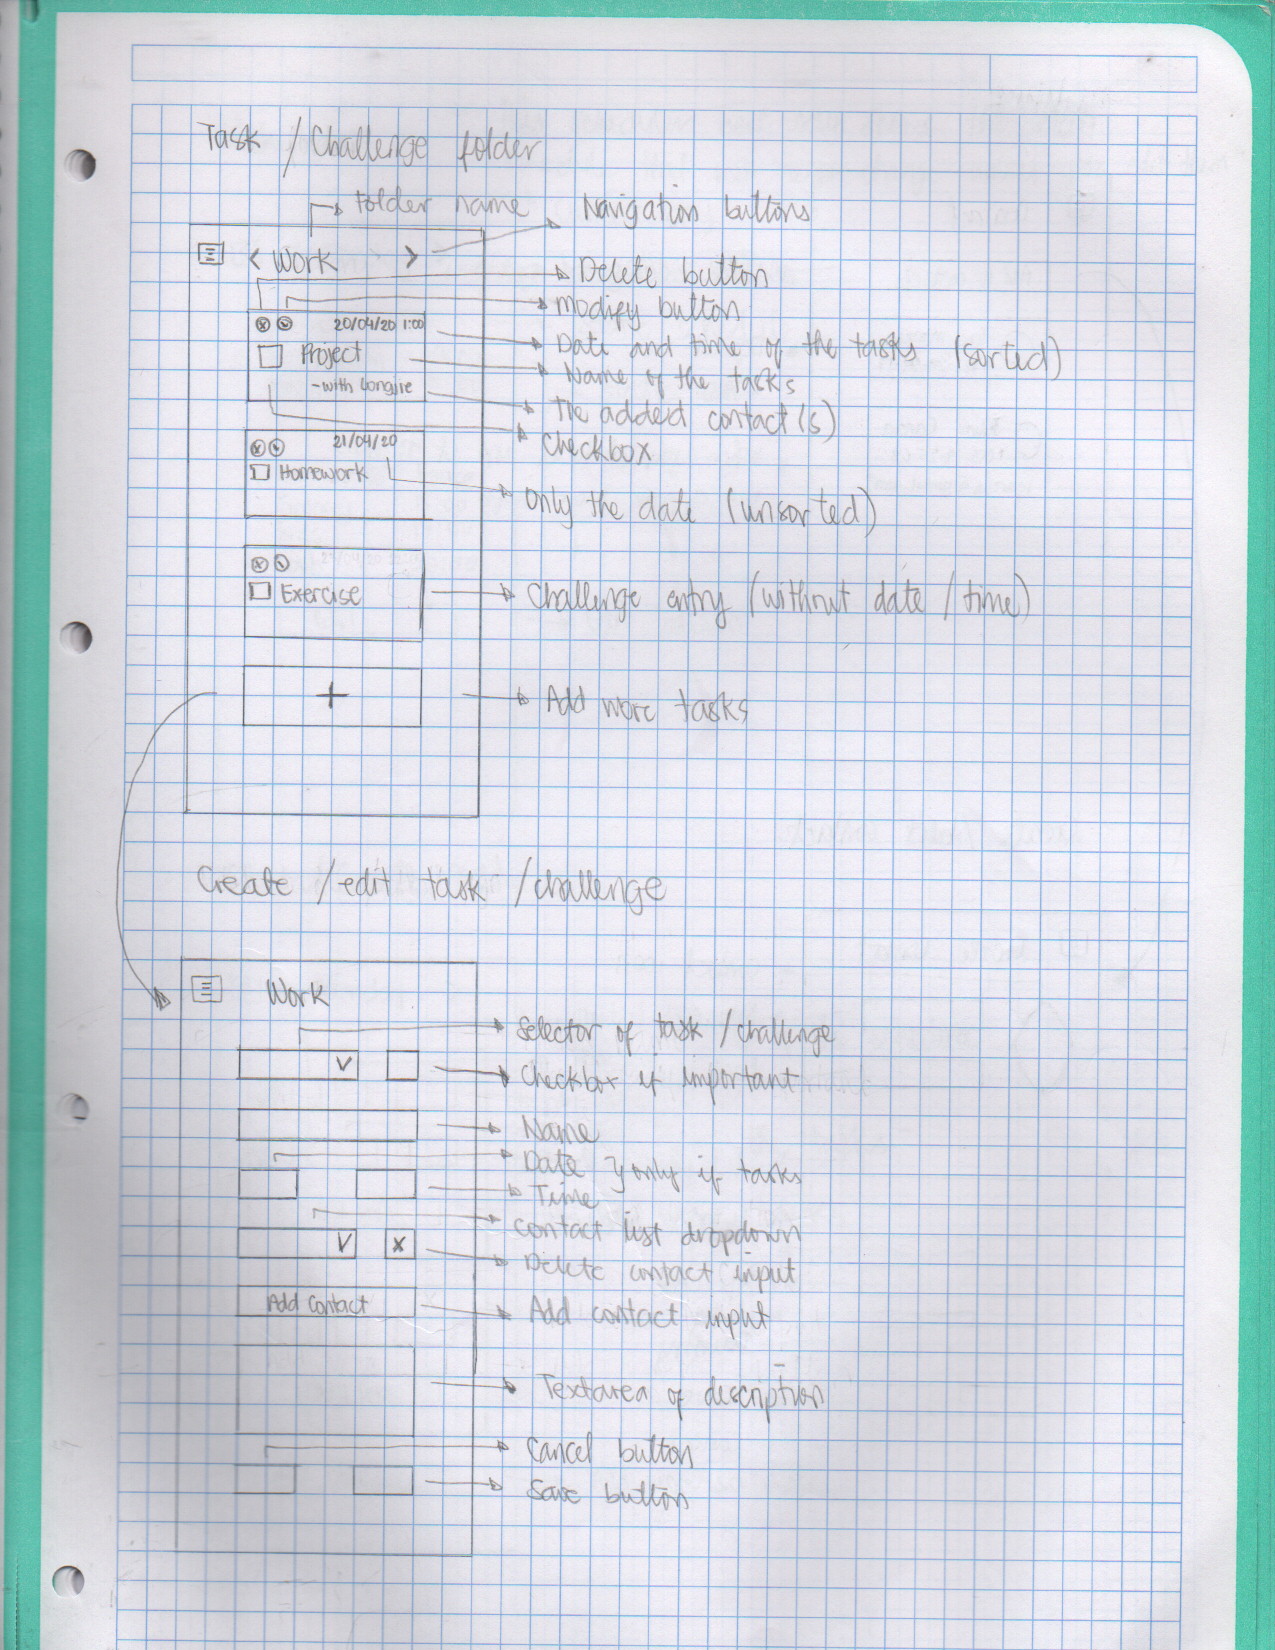 Task / Challenge folder
Folder name
Navigation buttons
< Work >
Delete button
Modify button
20/04/20 1:00
Date and time of the tasks (sorted)
Project
Name of the tasks
-with Longjie
The added contact(s)
Checkbox
21/04/20
Homework
Only the date (unsorted)
Exercise
Challenge entry (without date / time)
+
Add more tasks
Create / edit task / challenge
Work
Selector of task / challenge
V
Checkbox if important
Name
Date } only if tasks
Time
Contact list dropdown
V X
Delete contact input
Add Contact
Add contact input
Textarea of description
Cancel button
Save button